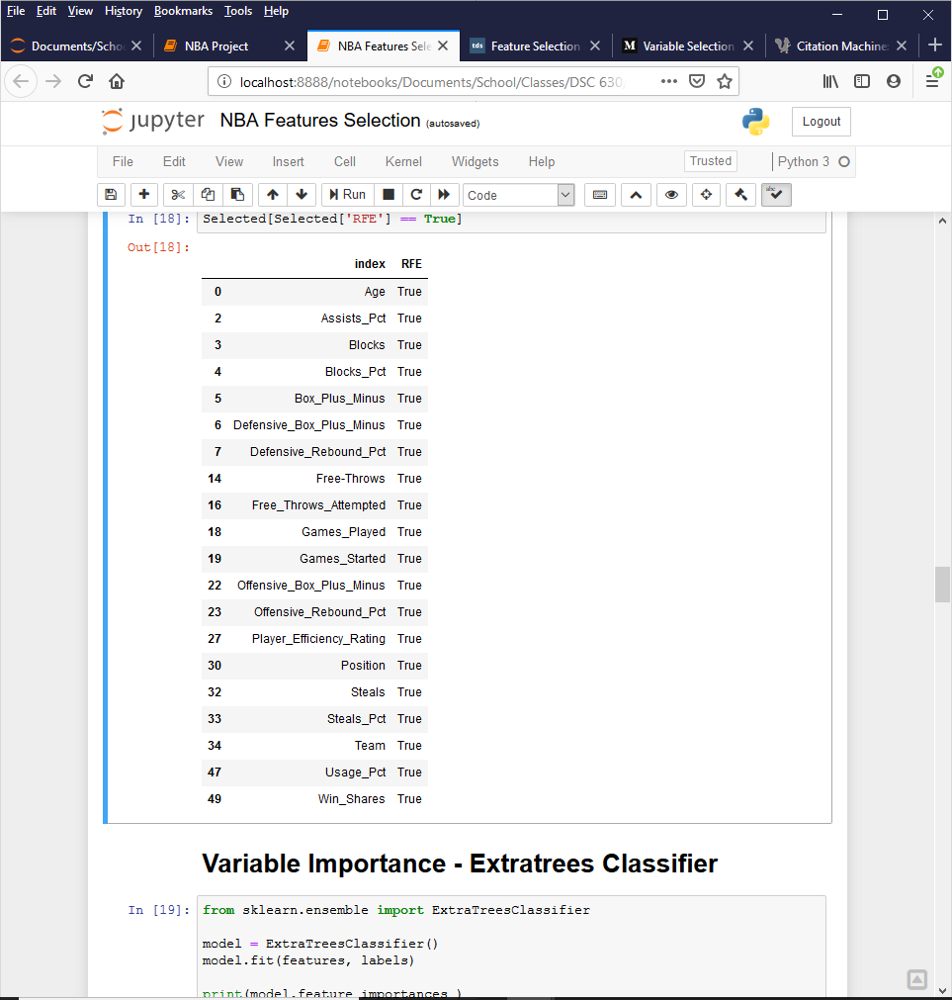 File Edit View History Bookmarks Tools Help
Documents/Scho NBA Project NBA Features Sele Feature Selection Variable Selection Citation Machine:
localhost:8888/notebooks/Documents/School/Classes/DSC 630/
jupyter NBA Features Selection (autosaved) Logout
File Edit View Insert Cell Kernel Widgets Help Trusted Python 3
Run Code
In [18]: Selected[Selected['RFE'] == True]
Out[18]:
index RFE
0 Age True
2 Assists_Pct True
3 Blocks True
4 Blocks_Pct True
5 Box_Plus_Minus True
6 Defensive_Box_Plus_Minus True
7 Defensive_Rebound_Pct True
14 Free-Throws True
16 Free_Throws_Attempted True
18 Games_Played True
19 Games_Started True
22 Offensive_Box_Plus_Minus True
23 Offensive_Rebound_Pct True
27 Player_Efficiency_Rating True
30 Position True
32 Steals True
33 Steals_Pct True
34 Team True
47 Usage_Pct True
49 Win_Shares True
Variable Importance - Extratrees Classifier
In [19]: from sklearn.ensemble import ExtraTreesClassifier
model = ExtraTreesClassifier()
model.fit(features, labels)
print(model.feature_importances_)